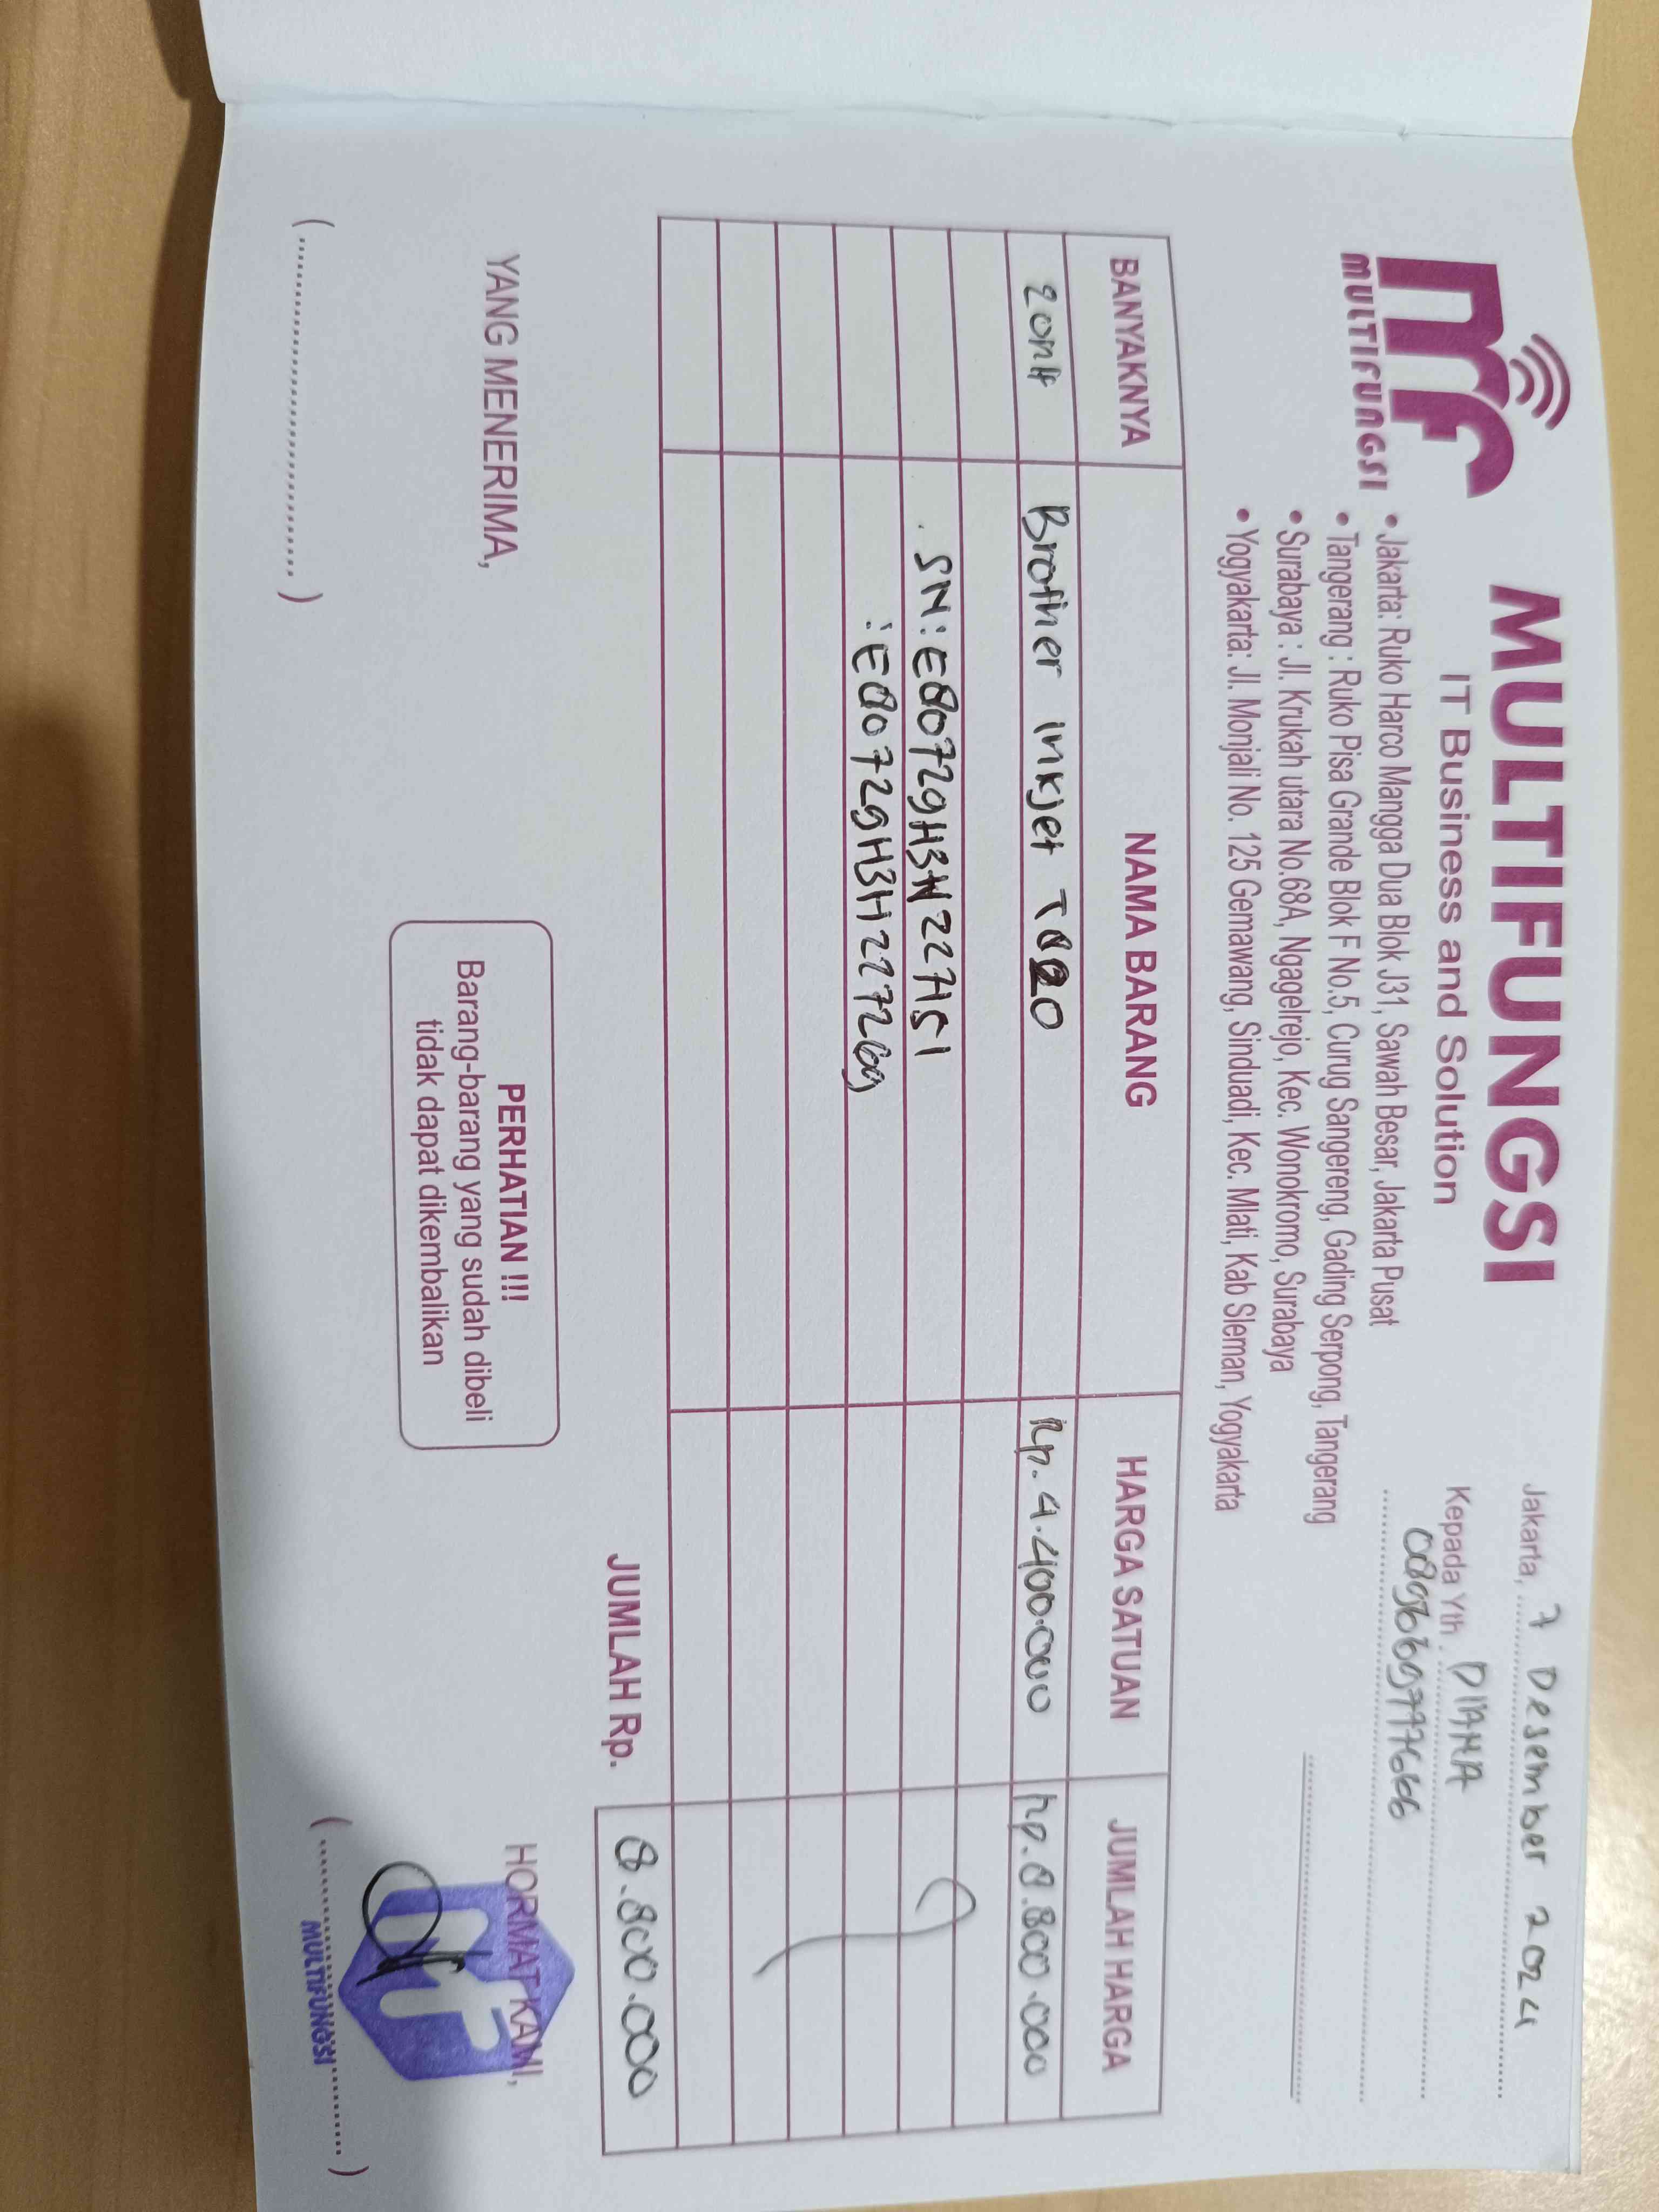 MULTIFUNGSI
MULTIFUNGSI
IT Business and Solution
• Jakarta: Ruko Harco Mangga Dua Blok J31, Sawah Besar, Jakarta Pusat
• Tangerang : Ruko Pisa Grande Blok F No.5, Curug Sangereng, Gading Serpong, Tangerang
• Surabaya : Jl. Krukah utara No.68A, Ngagelrejo, Kec. Wonokromo, Surabaya
• Yogyakarta: Jl. Monjali No. 125 Gemawang, Sinduadi, Kec. Mlati, Kab Sleman, Yogyakarta
Jakarta, 7 Desember 2024
Kepada Yth. DIANA
BANYAKNYA NAMA BARANG HARGA SATUAN JUMLAH HARGA
2 unit Brother Inkjet T820 Rp. 4.400.000 Rp. 8.800.000
SN: E80729H3H227151
: E80729H3H227269
JUMLAH Rp. 8.800.000
YANG MENERIMA,
PERHATIAN !!!
Barang-barang yang sudah dibeli
tidak dapat dikembalikan
HORMAT KAMI,
MULTIFUNGSI